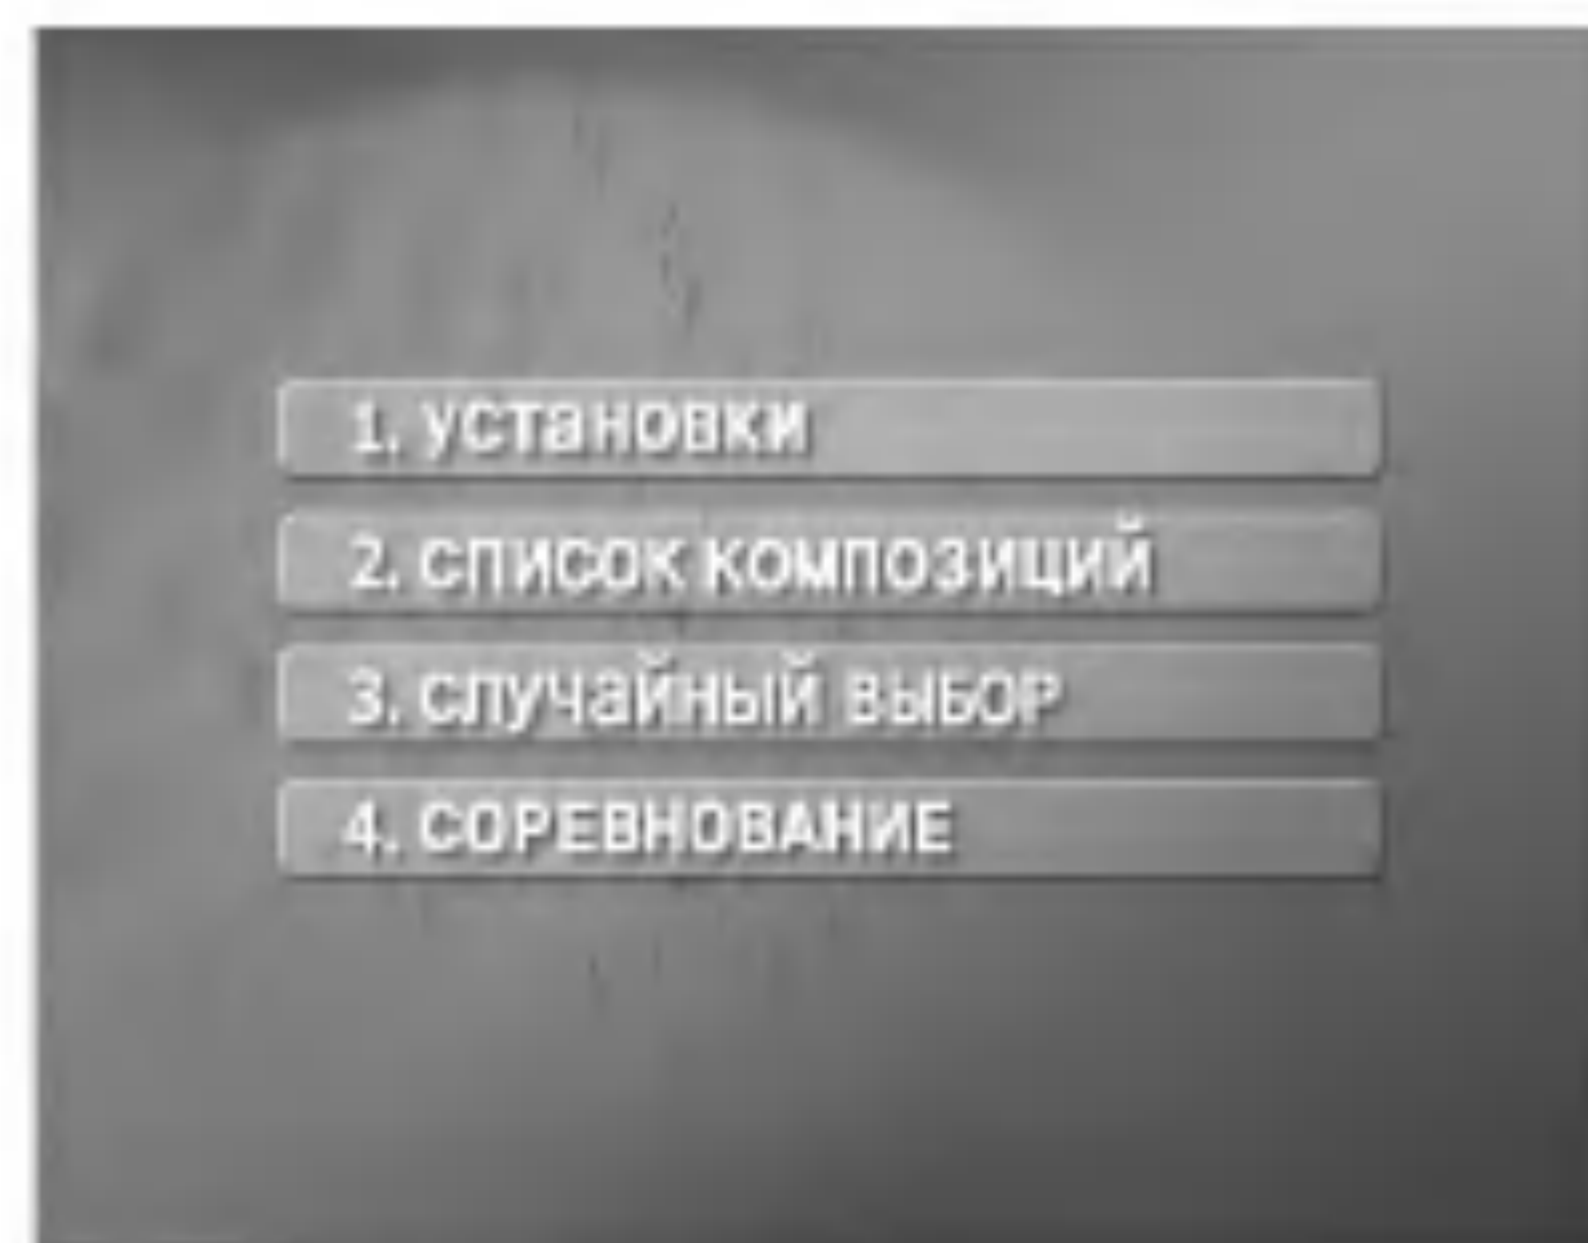 1. Установки
2. Список композиций
3. Случайный ВЫБОР
4. СОРЕВНОВАНИЕ